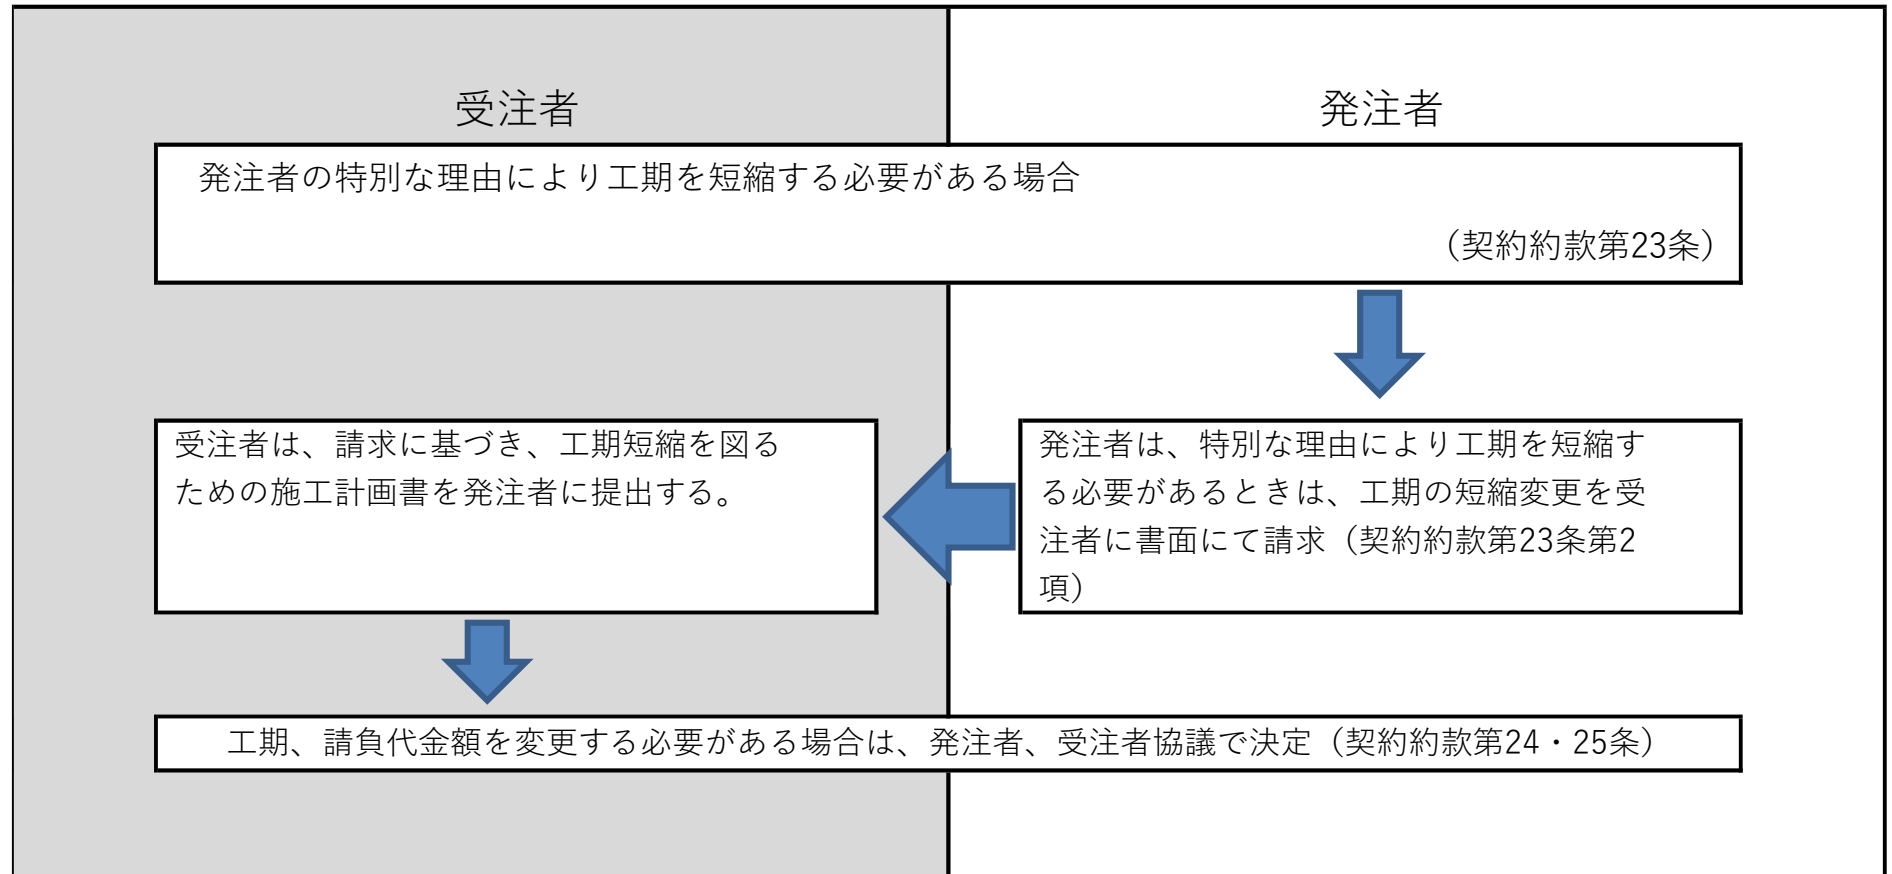 受注者
発注者
発注者の特別な理由により工期を短縮する必要がある場合
（契約約款第23条）
発注者は、特別な理由により工期を短縮す
る必要があるときは、工期の短縮変更を受
注者に書面にて請求（契約約款第23条第2
項）
受注者は、請求に基づき、工期短縮を図る
ための施工計画書を発注者に提出する。
工期、請負代金額を変更する必要がある場合は、発注者、受注者協議で決定（契約約款第24・25条）